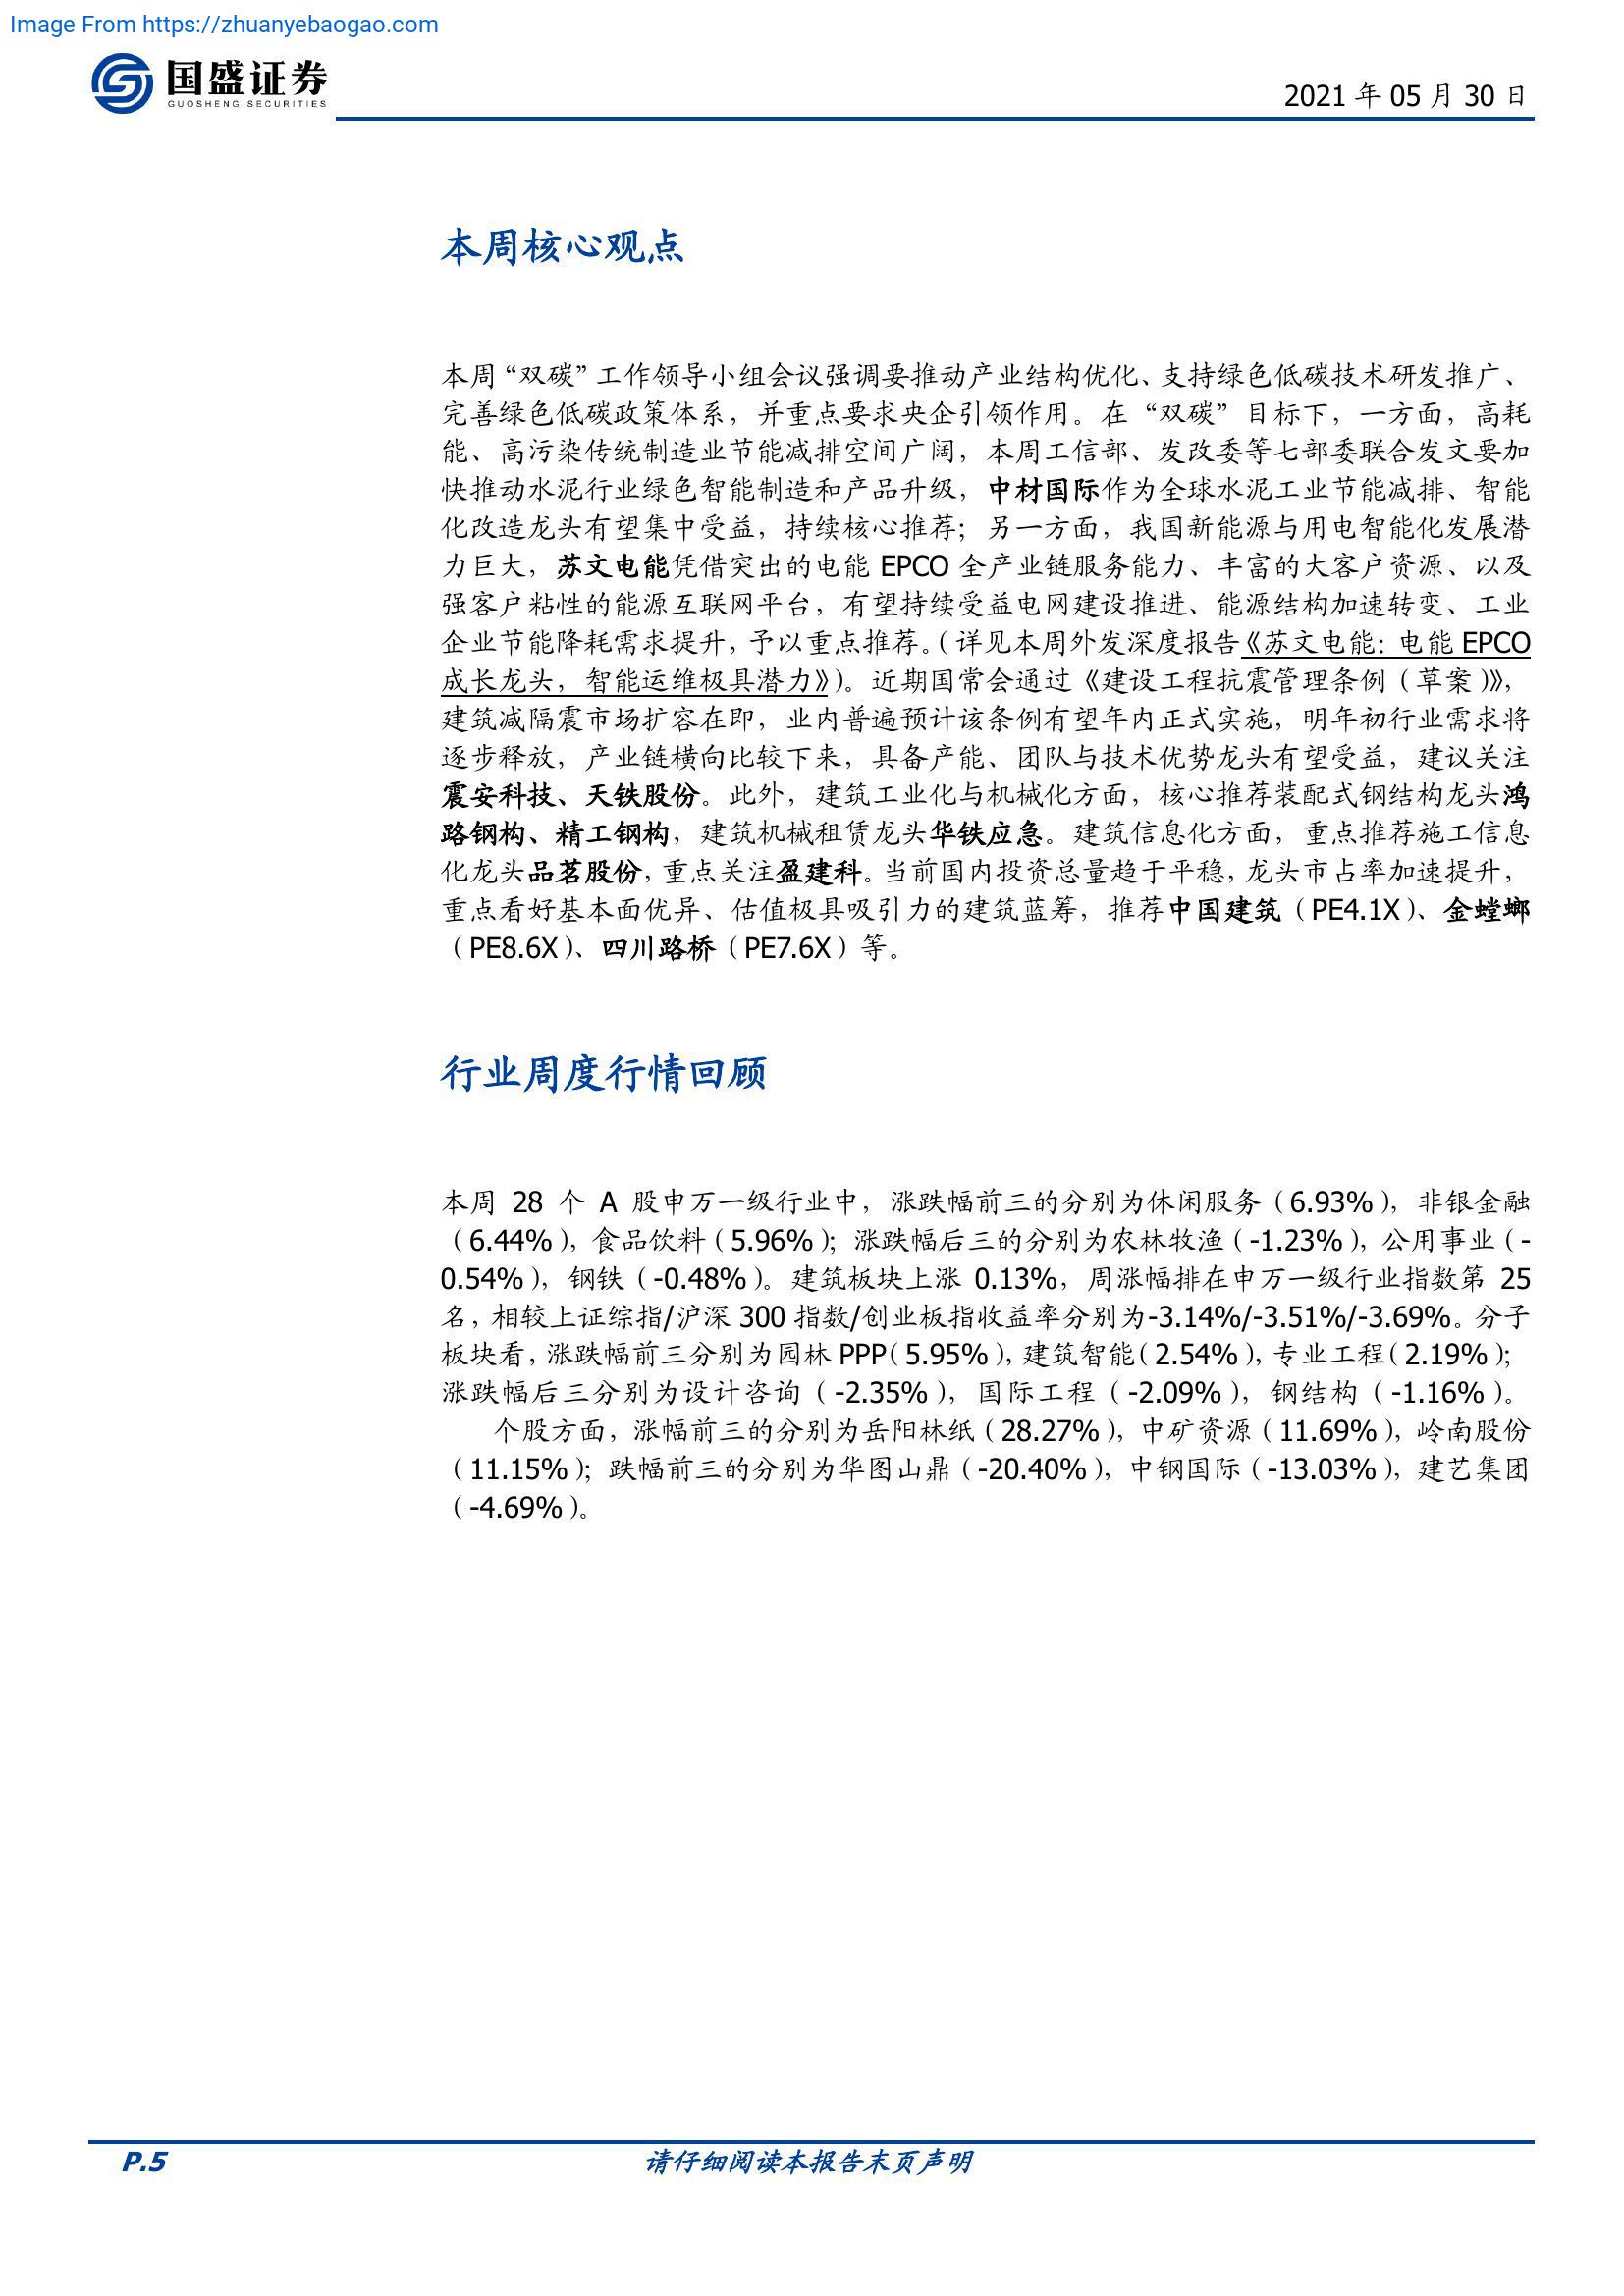 Image From https://zhuanyebaogao.com
国盛证券
GUOSHENG SECURITIES
2021 年 05 月 30 日
本周核心观点
本周“双碳”工作领导小组会议强调要推动产业结构优化、支持绿色低碳技术研发推广、
完善绿色低碳政策体系，并重点要求央企引领作用。在“双碳”目标下，一方面，高耗
能、高污染传统制造业节能减排空间广阔，本周工信部、发改委等七部委联合发文要加
快推动水泥行业绿色智能制造和产品升级，中材国际作为全球水泥工业节能减排、智能
化改造龙头有望集中受益，持续核心推荐；另一方面，我国新能源与用电智能化发展潜
力巨大，苏文电能凭借突出的电能 EPCO 全产业链服务能力、丰富的大客户资源、以及
强客户粘性的能源互联网平台，有望持续受益电网建设推进、能源结构加速转变、工业
企业节能降耗需求提升，予以重点推荐。（详见本周外发深度报告《苏文电能：电能 EPCO
成长龙头，智能运维极具潜力》）。近期国常会通过《建设工程抗震管理条例（草案）》，
建筑减隔震市场扩容在即，业内普遍预计该条例有望年内正式实施，明年初行业需求将
逐步释放，产业链横向比较下来，具备产能、团队与技术优势龙头有望受益，建议关注
震安科技、天铁股份。此外，建筑工业化与机械化方面，核心推荐装配式钢结构龙头鸿
路钢构、精工钢构，建筑机械租赁龙头华铁应急。建筑信息化方面，重点推荐施工信息
化龙头品茗股份，重点关注盈建科。当前国内投资总量趋于平稳，龙头市占率加速提升，
重点看好基本面优异、估值极具吸引力的建筑蓝筹，推荐中国建筑（PE4.1X）、金螳螂
（PE8.6X）、四川路桥（PE7.6X）等。
行业周度行情回顾
本周 28 个 A 股申万一级行业中，涨跌幅前三的分别为休闲服务（6.93%），非银金融
（6.44%），食品饮料（5.96%）；涨跌幅后三的分别为农林牧渔（-1.23%），公用事业（-
0.54%），钢铁（-0.48%）。建筑板块上涨 0.13%，周涨幅排在申万一级行业指数第 25
名，相较上证综指/沪深 300 指数/创业板指收益率分别为-3.14%/-3.51%/-3.69%。分子
板块看，涨跌幅前三分别为园林 PPP（5.95%），建筑智能（2.54%），专业工程（2.19%）；
涨跌幅后三分别为设计咨询（-2.35%），国际工程（-2.09%），钢结构（-1.16%）。
个股方面，涨幅前三的分别为岳阳林纸（28.27%），中矿资源（11.69%），岭南股份
（11.15%）；跌幅前三的分别为华图山鼎（-20.40%），中钢国际（-13.03%），建艺集团
（-4.69%）。
P.5
请仔细阅读本报告末页声明